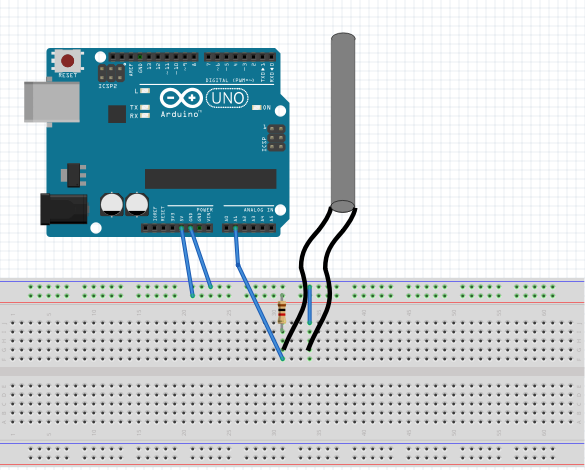 RESET
ICSP2
AREF
GND
13
12
~11
~10
~9
8
7
~6
~5
4
~3
2
TX▶1
RX◀0
DIGITAL (PWM=~)
L
TX
RX
Arduino™
UNO
ON
1
ICSP
POWER
ANALOG IN
IOREF
RESET
3V3
5V
GND
GND
VIN
A0
A1
A2
A3
A4
A5